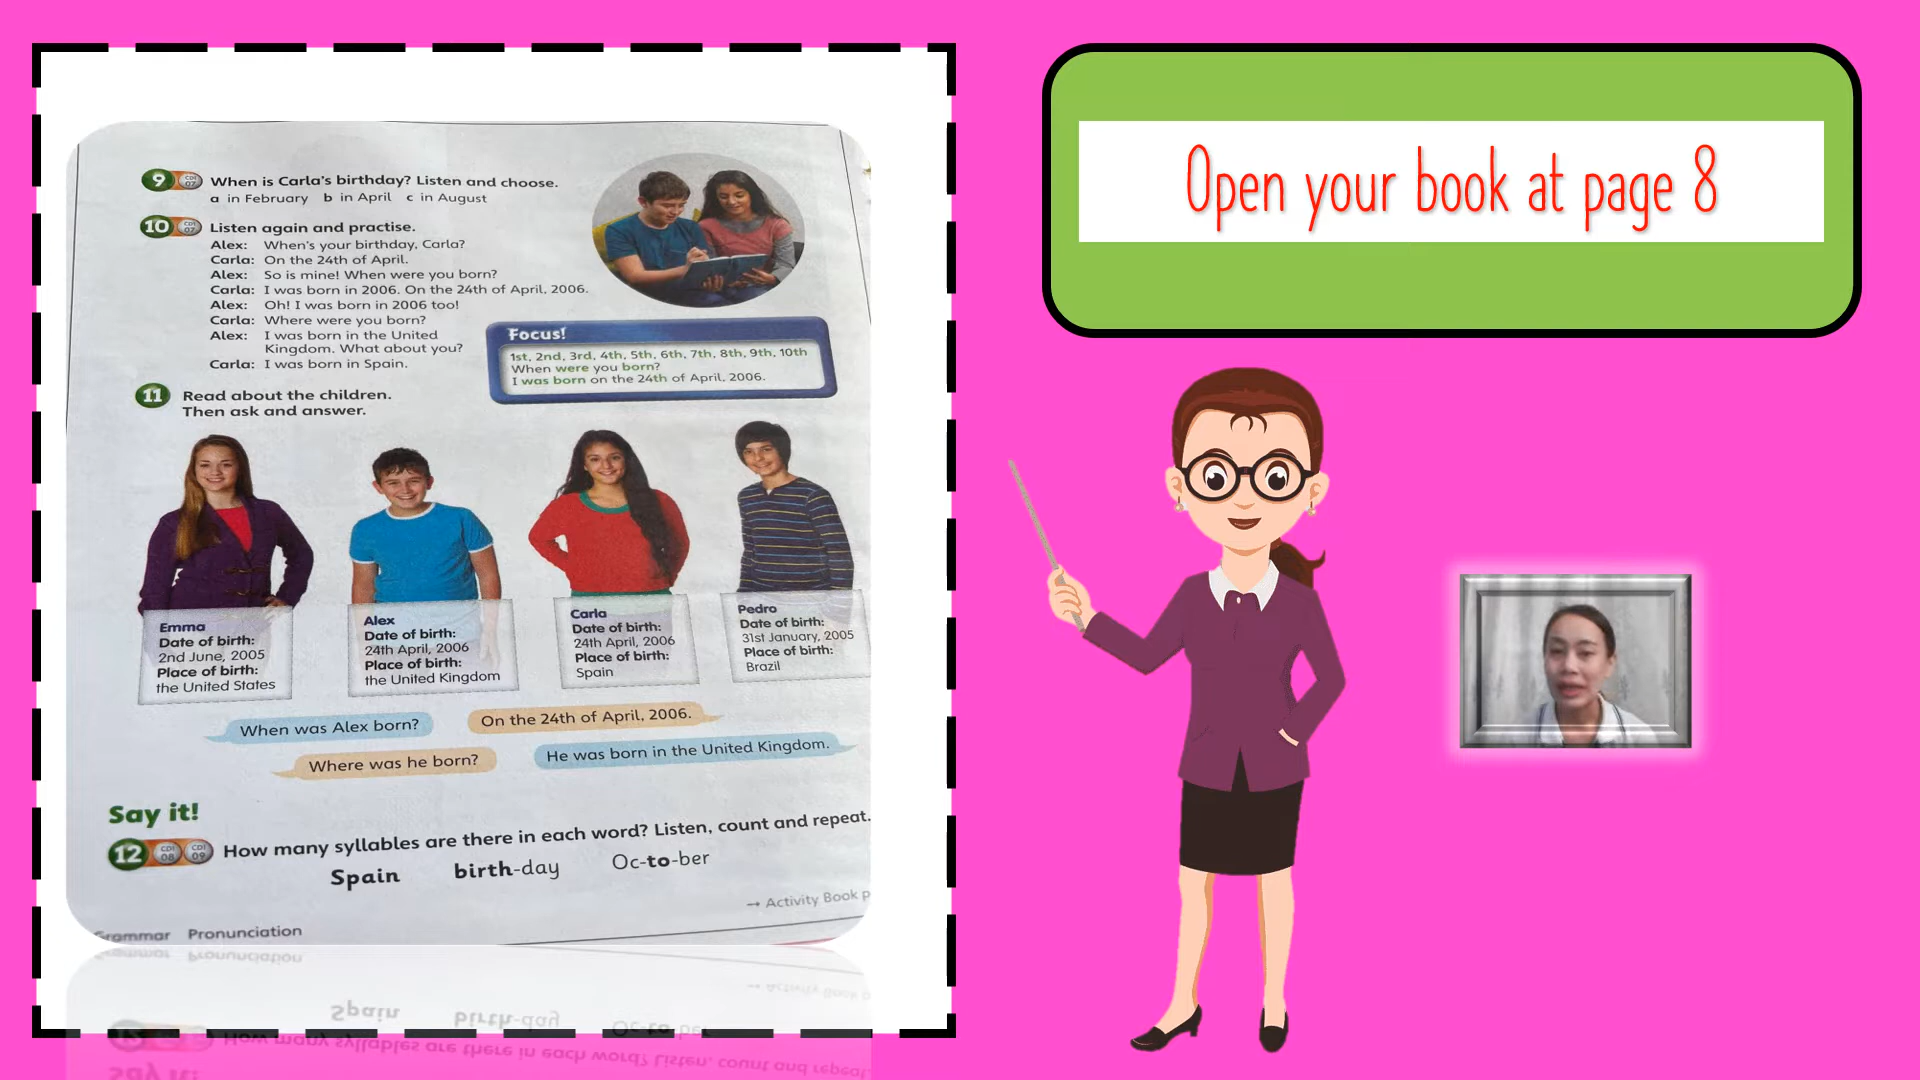 9 CD1 07 When is Carla's birthday? Listen and choose.
a in February b in April c in August
10 CD1 07 Listen again and practise.
Alex: When's your birthday, Carla?
Carla: On the 24th of April.
Alex: So is mine! When were you born?
Carla: I was born in 2006. On the 24th of April, 2006.
Alex: Oh! I was born in 2006 too!
Carla: Where were you born?
Alex: I was born in the United
Kingdom. What about you?
Carla: I was born in Spain.
Focus!
1st, 2nd, 3rd, 4th, 5th, 6th, 7th, 8th, 9th, 10th
When were you born?
I was born on the 24th of April, 2006.
11 Read about the children.
Then ask and answer.
Emma
Date of birth:
2nd June, 2005
Place of birth:
the United States
Alex
Date of birth:
24th April, 2006
Place of birth:
the United Kingdom
Carla
Date of birth:
24th April, 2006
Place of birth:
Spain
Pedro
Date of birth:
31st January, 2005
Place of birth:
Brazil
When was Alex born?
On the 24th of April, 2006.
Where was he born?
He was born in the United Kingdom.
Say it!
12 CD1 08 CD1 09 How many syllables are there in each word? Listen, count and repeat.
Spain birth-day Oc-to-ber
→ Activity Book p
Grammar Pronunciation
Open your book at page 8